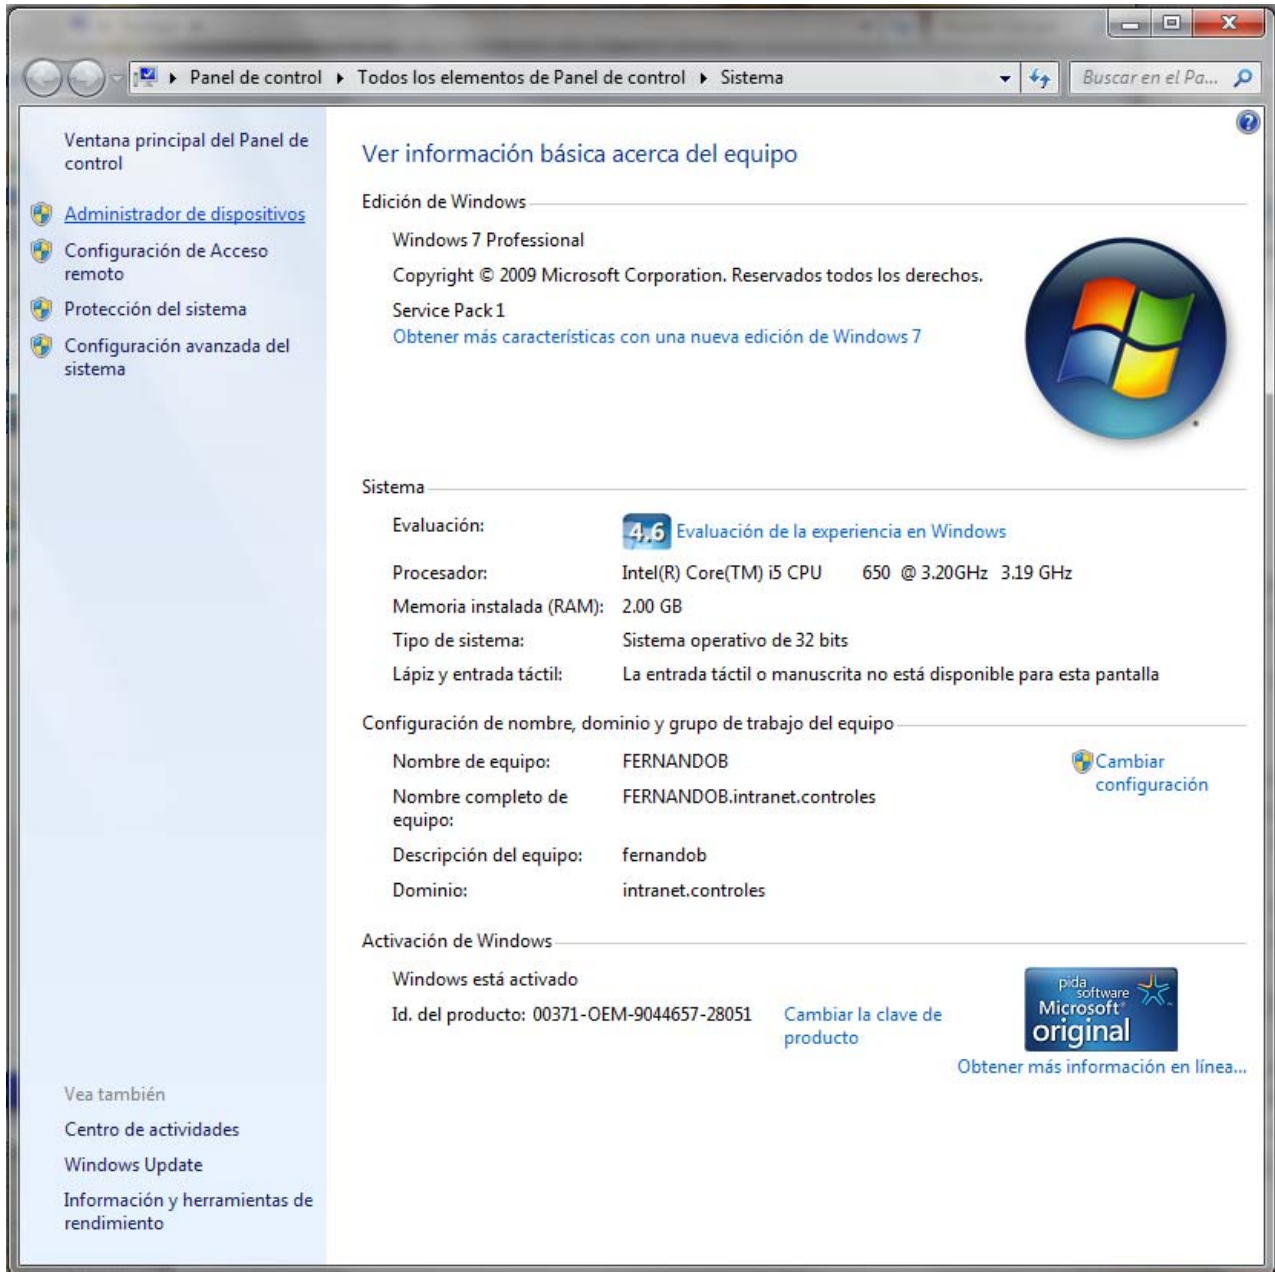 Panel de control ▸ Todos los elementos de Panel de control ▸ Sistema
Buscar en el Pa...
Ventana principal del Panel de
control
Administrador de dispositivos
Configuración de Acceso
remoto
Protección del sistema
Configuración avanzada del
sistema
Vea también
Centro de actividades
Windows Update
Información y herramientas de
rendimiento
Ver información básica acerca del equipo
Edición de Windows
Windows 7 Professional
Copyright © 2009 Microsoft Corporation. Reservados todos los derechos.
Service Pack 1
Obtener más características con una nueva edición de Windows 7
Sistema
Evaluación: 4,6 Evaluación de la experiencia en Windows
Procesador: Intel(R) Core(TM) i5 CPU 650 @ 3.20GHz 3.19 GHz
Memoria instalada (RAM): 2.00 GB
Tipo de sistema: Sistema operativo de 32 bits
Lápiz y entrada táctil: La entrada táctil o manuscrita no está disponible para esta pantalla
Configuración de nombre, dominio y grupo de trabajo del equipo
Nombre de equipo: FERNANDOB
Cambiar
configuración
Nombre completo de
equipo:
FERNANDOB.intranet.controles
Descripción del equipo: fernandob
Dominio: intranet.controles
Activación de Windows
Windows está activado
Id. del producto: 00371-OEM-9044657-28051
Cambiar la clave de
producto
pida
software
Microsoft®
original
Obtener más información en línea...